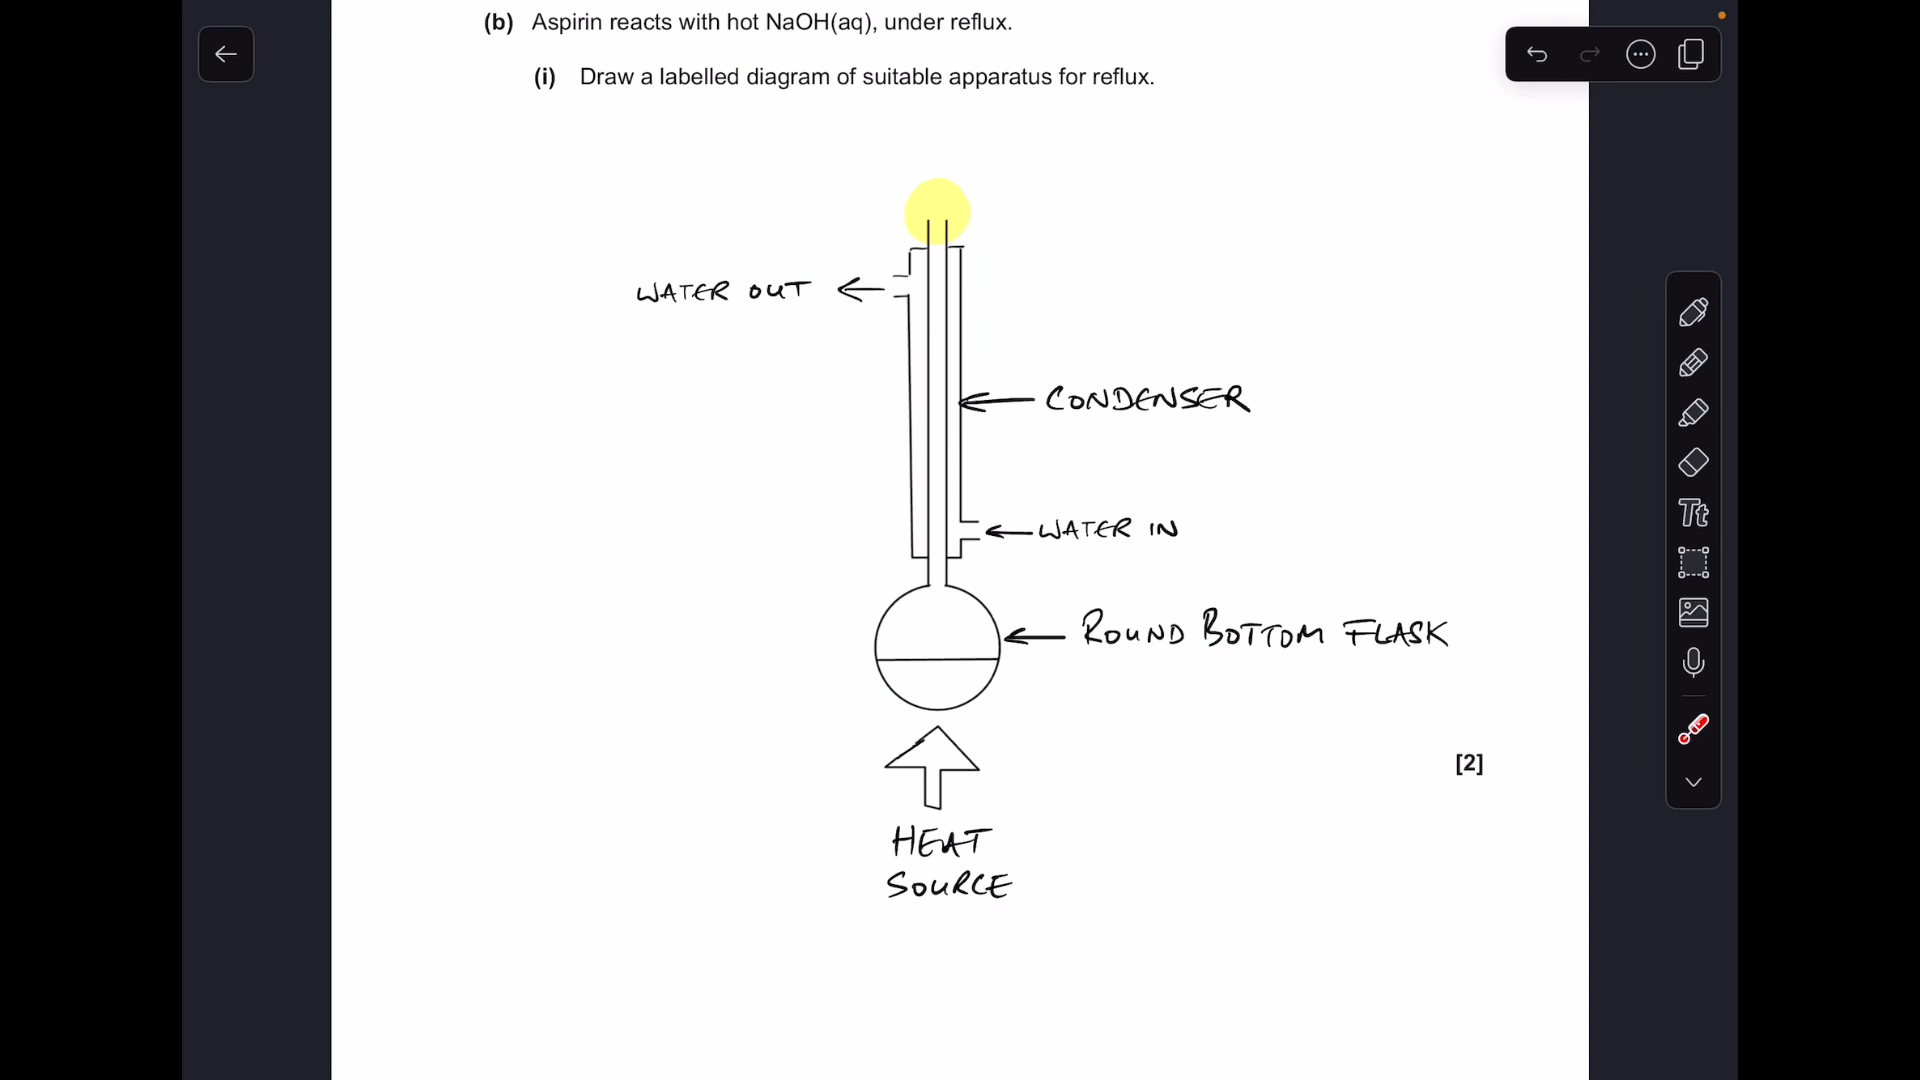 (b) Aspirin reacts with hot NaOH(aq), under reflux.
(i) Draw a labelled diagram of suitable apparatus for reflux.
WATER OUT
CONDENSER
WATER IN
ROUND BOTTOM FLASK
[2]
HEAT
SOURCE
Tt